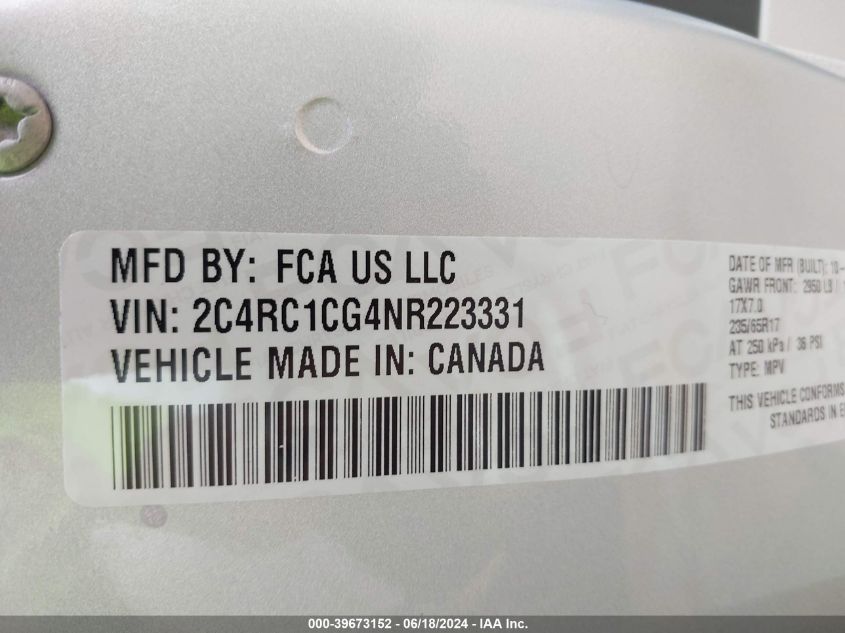 MFD BY: FCA US LLC
VIN: 2C4RC1CG4NR223331
VEHICLE MADE IN: CANADA
DATE OF MFR (BUILT): 10-
GAWR FRONT: 2950 LB /
17X7.0
235/65R17
AT 250 kPa / 36 PSI
TYPE: MPV
THIS VEHICLE CONFORMS
STANDARDS IN
000-39673152 - 06/18/2024 - IAA Inc.